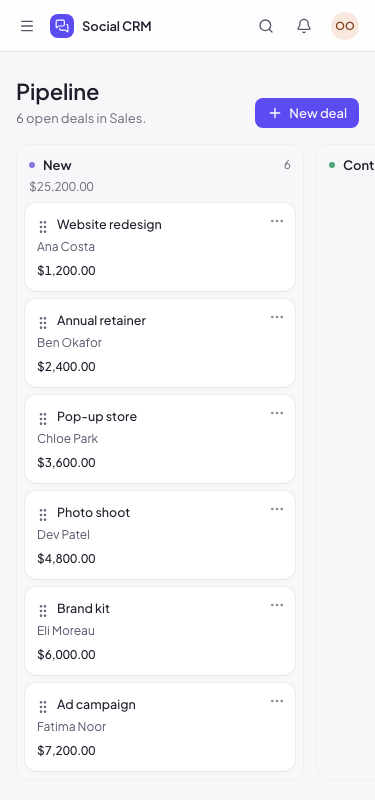 Social CRM
OO
Pipeline
6 open deals in Sales.
New deal
New 6
$25,200.00
Website redesign
Ana Costa
$1,200.00
Annual retainer
Ben Okafor
$2,400.00
Pop-up store
Chloe Park
$3,600.00
Photo shoot
Dev Patel
$4,800.00
Brand kit
Eli Moreau
$6,000.00
Ad campaign
Fatima Noor
$7,200.00
Cont